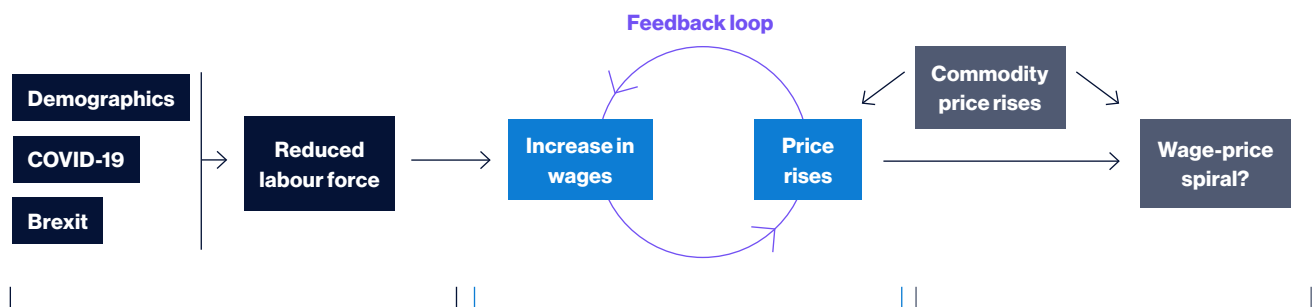 Feedback loop
Demographics
COVID-19
Brexit
Reduced
labour force
Increase in
wages
Price
rises
Commodity
price rises
Wage-price
spiral?